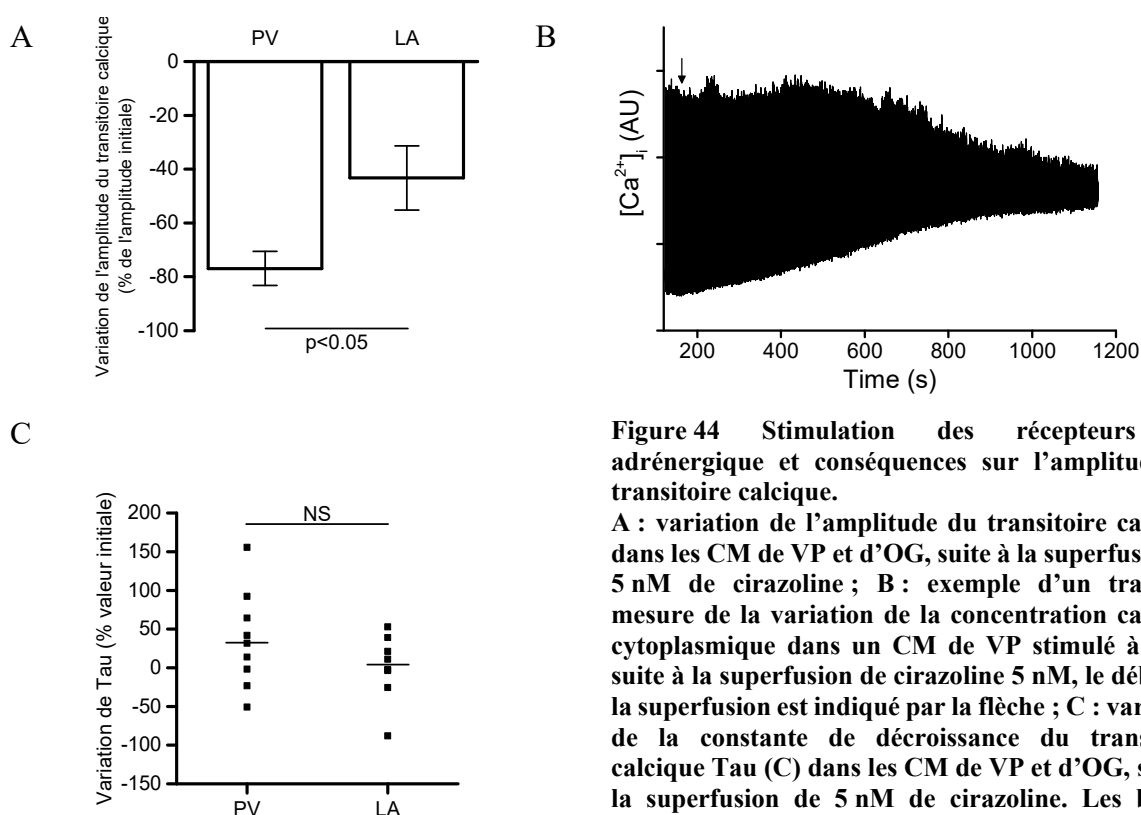 A
Variation de l'amplitude du transitoire calcique
(% de l'amplitude initiale)
PV LA
0
-20
-40
-60
-80
-100
p<0.05
B
[Ca2+]i (AU)
200 400 600 800 1000 1200
Time (s)
C
Variation de Tau (% valeur initiale)
200
150
100
50
0
-50
-100
-150
NS
PV LA
Figure 44 Stimulation des récepteurs
adrénergique et conséquences sur l’amplitu
transitoire calcique.
A : variation de l’amplitude du transitoire ca
dans les CM de VP et d’OG, suite à la superfus
5 nM de cirazoline ; B : exemple d’un tra
mesure de la variation de la concentration ca
cytoplasmique dans un CM de VP stimulé à
suite à la superfusion de cirazoline 5 nM, le dél
la superfusion est indiqué par la flèche ; C : var
de la constante de décroissance du tran
calcique Tau (C) dans les CM de VP et d’OG, s
la superfusion de 5 nM de cirazoline. Les b